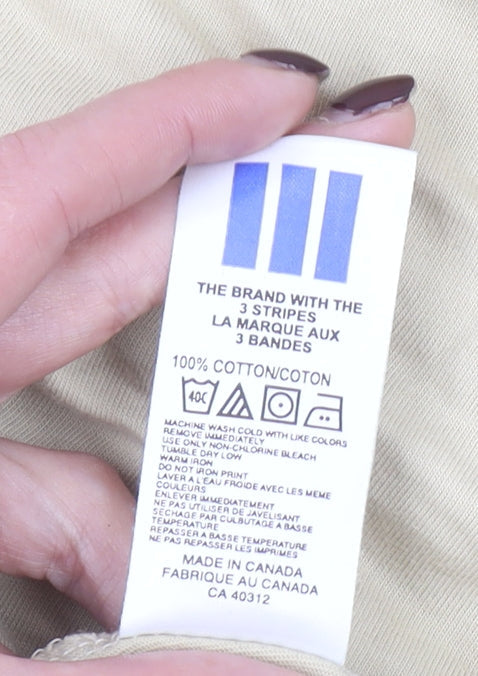 THE BRAND WITH THE
3 STRIPES
LA MARQUE AUX
3 BANDES
100% COTTON/COTON
40C
MACHINE WASH COLD WITH LIKE COLORS
REMOVE IMMEDIATELY
USE ONLY NON-CHLORINE BLEACH
TUMBLE DRY LOW
WARM IRON
DO NOT IRON PRINT
LAVER A L'EAU FROIDE AVEC LES MEME
COULEURS
ENLEVER IMMEDIATEMENT
NE PAS UTILISER DE JAVELISANT
SECHAGE PAR CULBUTAGE A BASSE
TEMPERATURE
REPASSER A BASSE TEMPERATURE
NE PAS REPASSER LES IMPRIMES
MADE IN CANADA
FABRIQUE AU CANADA
CA 40312